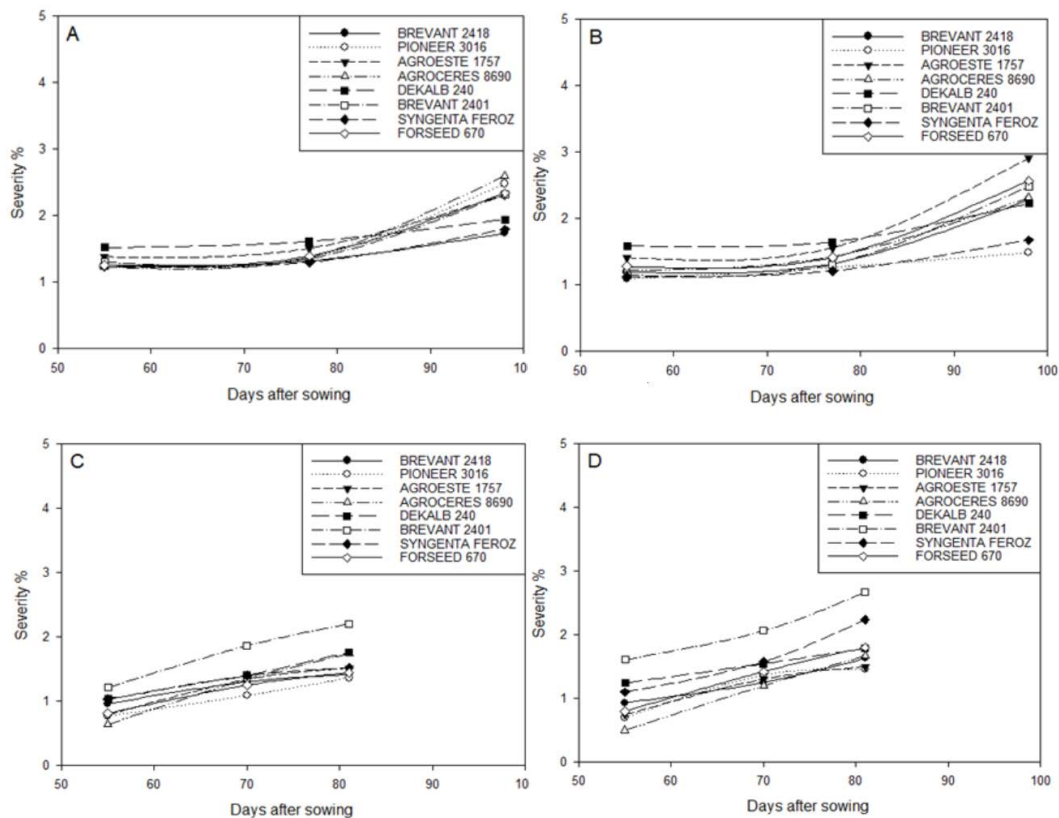 A
BREVANT 2418
PIONEER 3016
AGROESTE 1757
AGROCERES 8690
DEKALB 240
BREVANT 2401
SYNGENTA FEROZ
FORSEED 670
Severity %
5
4
3
2
1
0
50 60 70 80 90 10
Days after sowing
B
BREVANT 2418
PIONEER 3016
AGROESTE 1757
AGROCERES 8690
DEKALB 240
BREVANT 2401
SYNGENTA FEROZ
FORSEED 670
Severity %
5
4
3
2
1
0
50 60 70 80 90 100
Days after sowing
C
BREVANT 2418
PIONEER 3016
AGROESTE 1757
AGROCERES 8690
DEKALB 240
BREVANT 2401
SYNGENTA FEROZ
FORSEED 670
Severity %
5
4
3
2
1
0
50 60 70 80 90 10
Days after sowing
D
BREVANT 2418
PIONEER 3016
AGROESTE 1757
AGROCERES 8690
DEKALB 240
BREVANT 2401
SYNGENTA FEROZ
FORSEED 670
Severity %
5
4
3
2
1
0
50 60 70 80 90 100
Days after sowing